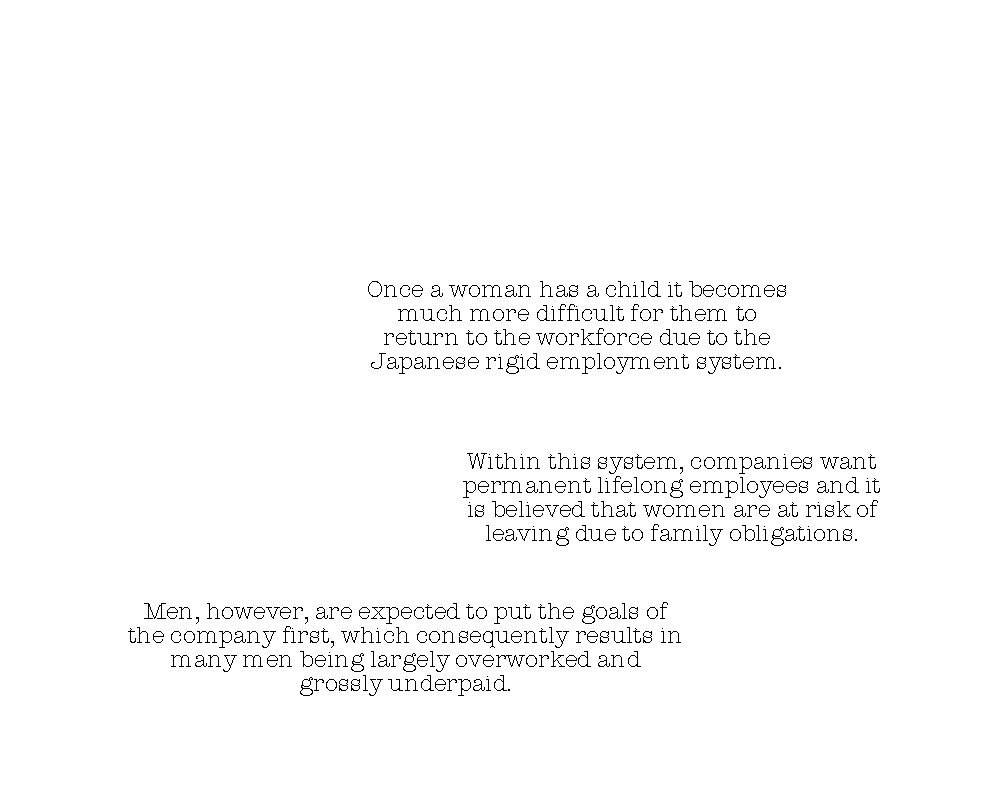 Once a woman has a child it becomes
much more difficult for them to
return to the workforce due to the
Japanese rigid employment system.
Within this system, companies want
permanent lifelong employees and it
is believed that women are at risk of
leaving due to family obligations.
Men, however, are expected to put the goals of
the company first, which consequently results in
many men being largely overworked and
grossly underpaid.